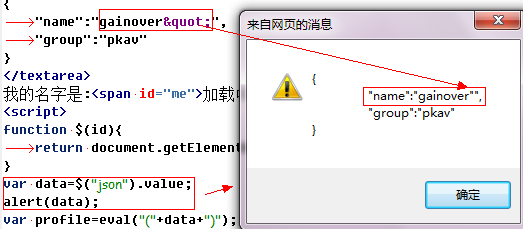 {
"name":"gainover&quot;",
"group":"pkav"
}
</textarea>
我的名字是:<span id="me">加载
<script>
function $(id){
return document.getElement
}
var data=$("json").value;
alert(data);
var profile=eval("("+data+")");
来自网页的消息
{
"name":"gainover"",
"group":"pkav"
}
确定